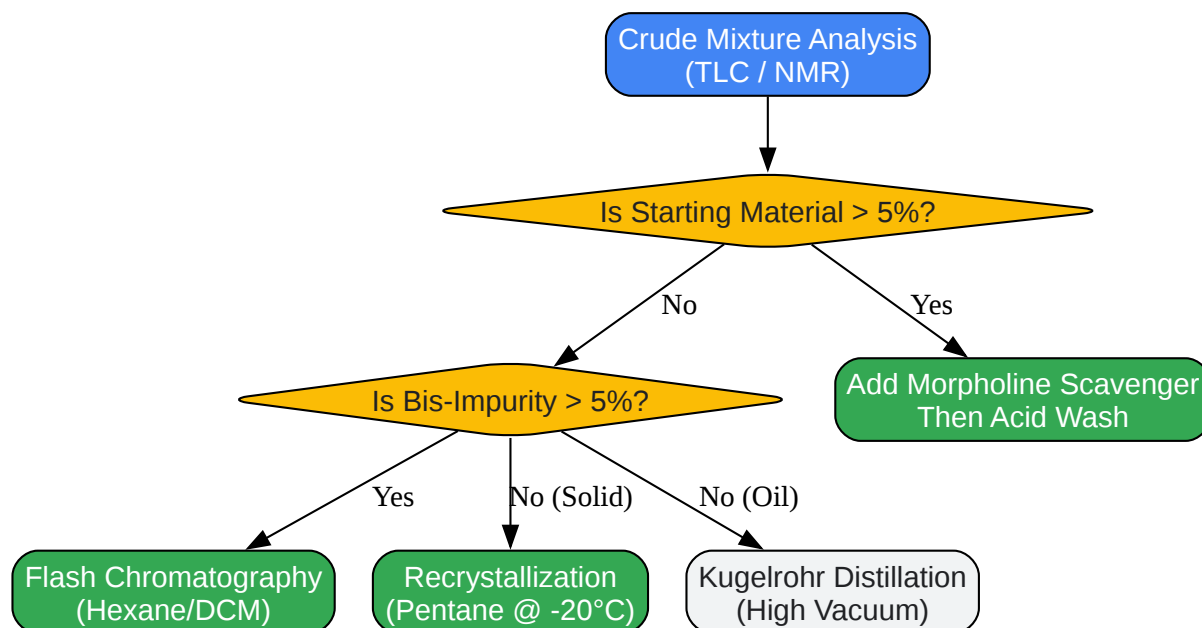 Crude Mixture Analysis
(TLC / NMR)
Is Starting Material > 5%?
No
Yes
Is Bis-Impurity > 5%?
Add Morpholine Scavenger
Then Acid Wash
Yes
No (Solid)
No (Oil)
Flash Chromatography
(Hexane/DCM)
Recrystallization
(Pentane @ -20°C)
Kugelrohr Distillation
(High Vacuum)